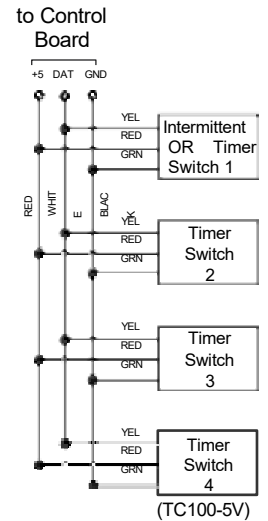 to Control
Board
+5 DAT GND
YEL
RED
GRN
Intermittent
OR Timer
Switch 1
RED
WHIT
E
BLAC
K
YEL
RED
GRN
Timer
Switch
2
YEL
RED
GRN
Timer
Switch
3
YEL
RED
GRN
Timer
Switch
4
(TC100-5V)